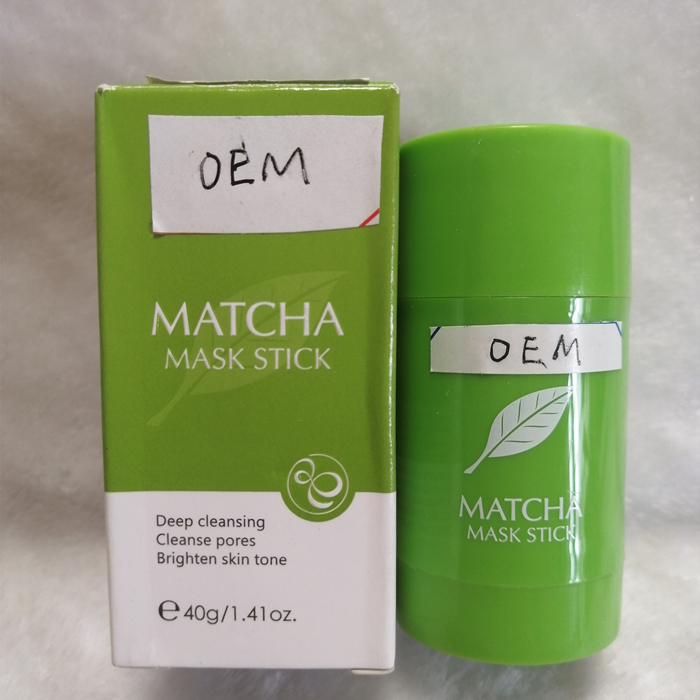 OEM
MATCHA
MASK STICK
Deep cleansing
Cleanse pores
Brighten skin tone
℮40g/1.41oz.
OEM
MATCHA
MASK STICK